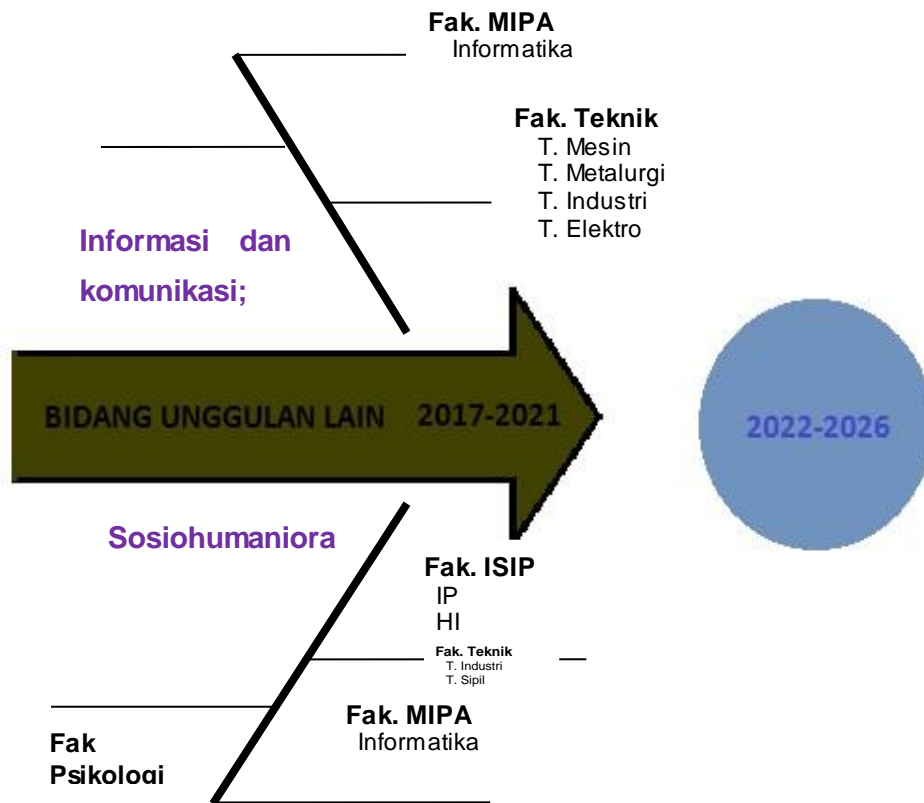 Fak. MIPA
Informatika
Fak. Teknik
T. Mesin
T. Metalurgi
T. Industri
T. Elektro
Informasi dan
komunikasi;
BIDANG UNGGULAN LAIN 2017-2021
2022-2026
Sosiohumaniora
Fak. ISIP
IP
HI
Fak. Teknik
T. Industri
T. Sipil
Fak. MIPA
Informatika
Fak
Psikologi